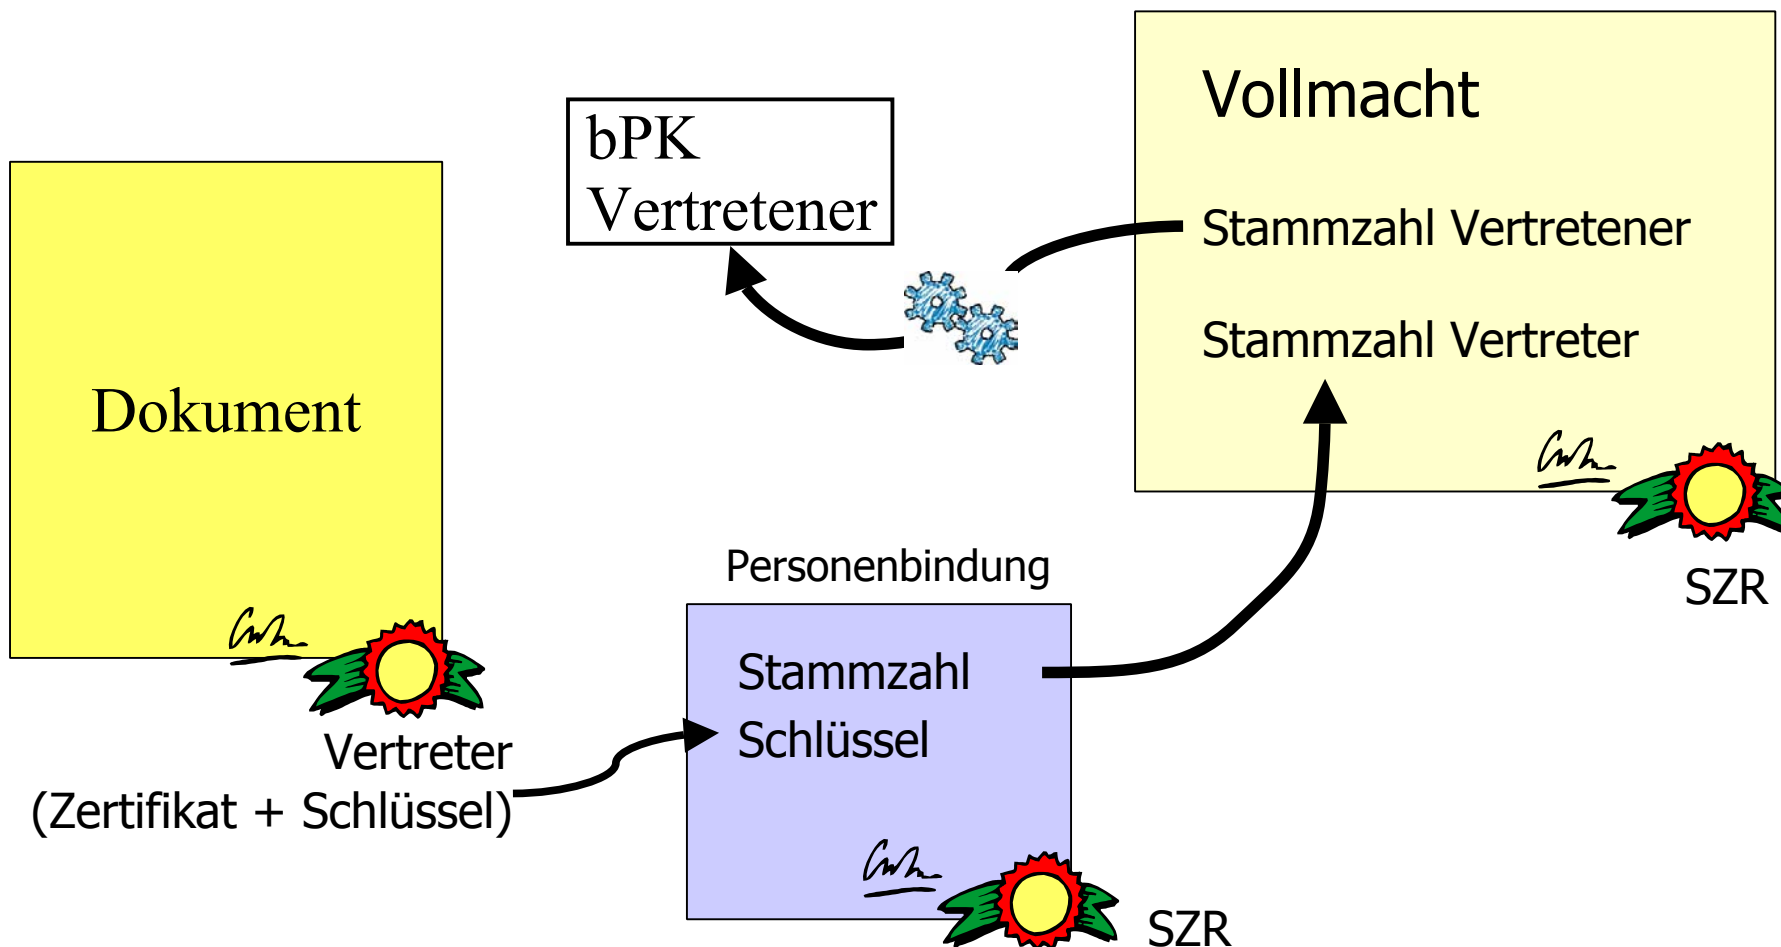 Vollmacht
Stammzahl Vertretener
Stammzahl Vertreter
SZR
bPK
Vertretener
Dokument
Vertreter
(Zertifikat + Schlüssel)
Personenbindung
Stammzahl
Schlüssel
SZR